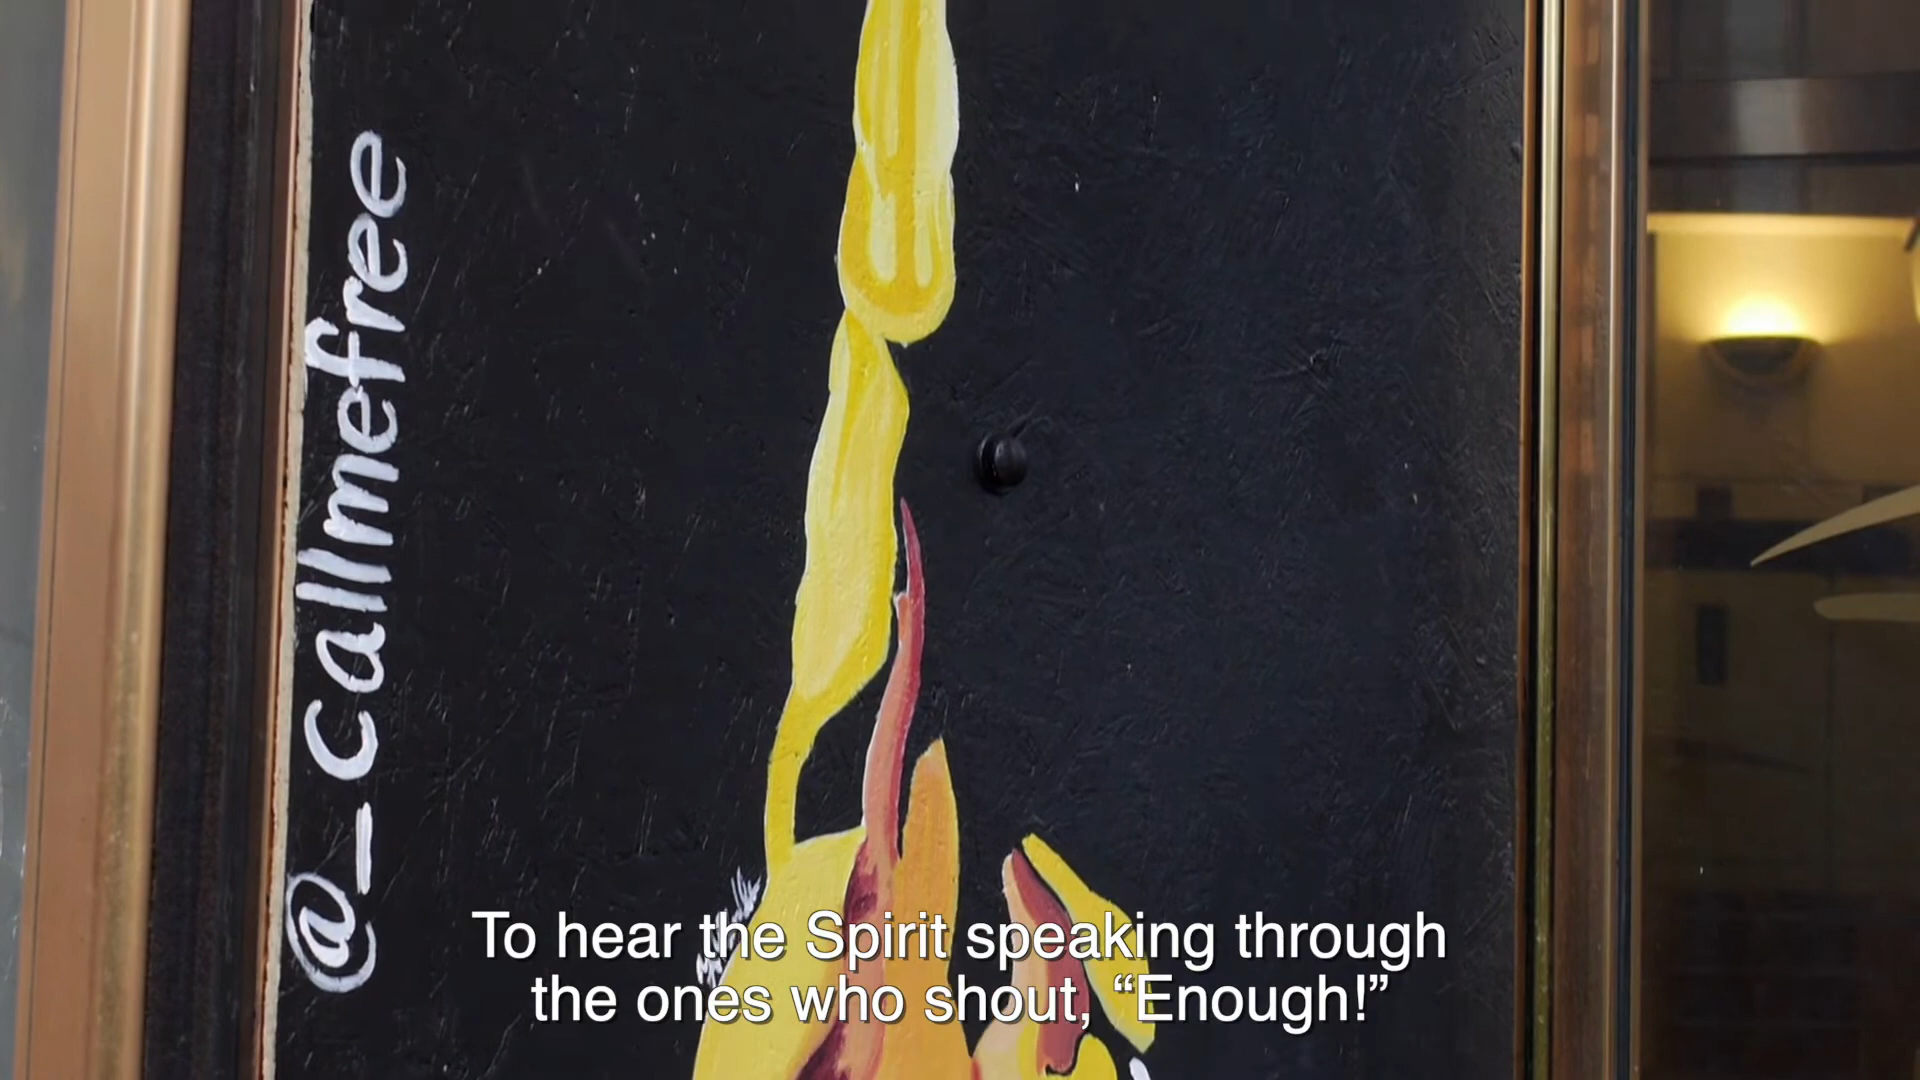 @_callmefree
To hear the Spirit speaking through
the ones who shout, “Enough!”